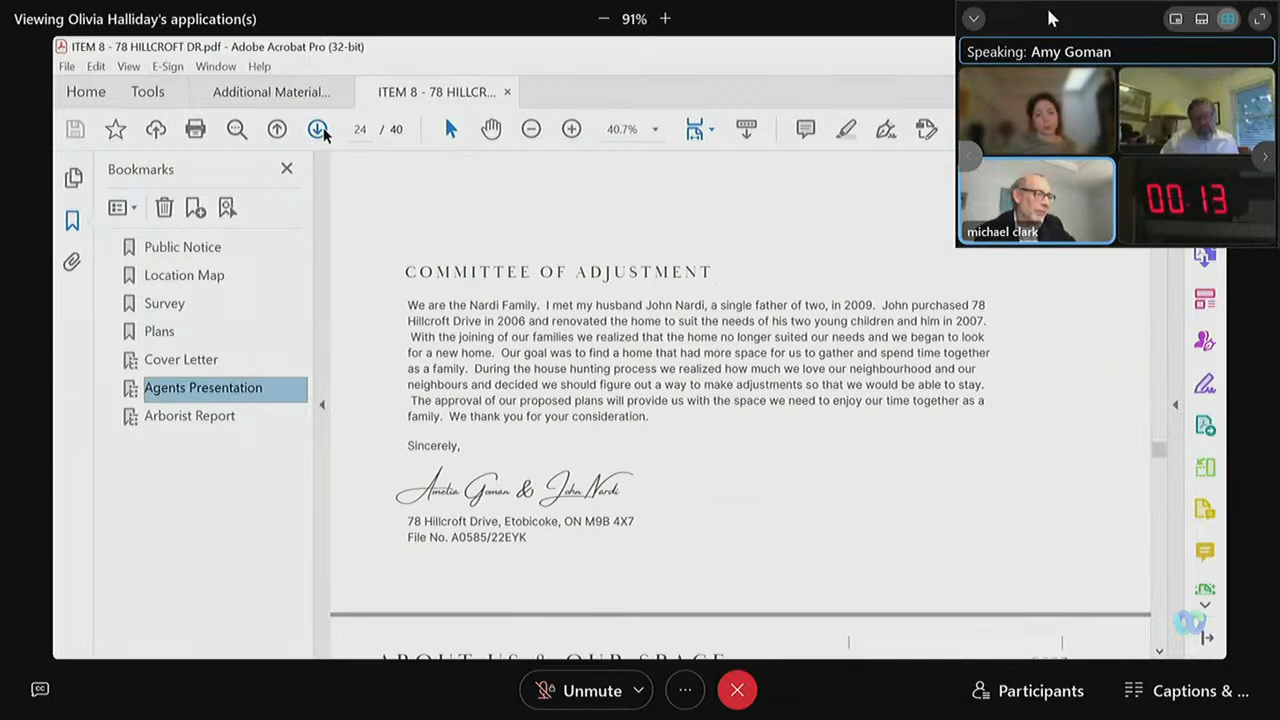 Viewing Olivia Halliday's application(s)
91%
Speaking: Amy Goman
ITEM 8 - 78 HILLCROFT DR.pdf - Adobe Acrobat Pro (32-bit)
File Edit View E-Sign Window Help
Home Tools Additional Material... ITEM 8 - 78 HILLCR... ×
24 / 40 40.7%
michael clark
00:13
Bookmarks
Public Notice
Location Map
Survey
Plans
Cover Letter
Agents Presentation
Arborist Report
COMMITTEE OF ADJUSTMENT
We are the Nardi Family. I met my husband John Nardi, a single father of two, in 2009. John purchased 78
Hillcroft Drive in 2006 and renovated the home to suit the needs of his two young children and him in 2007.
With the joining of our families we realized that the home no longer suited our needs and we began to look
for a new home. Our goal was to find a home that had more space for us to gather and spend time together
as a family. During the house hunting process we realized how much we love our neighbourhood and our
neighbours and decided we should figure out a way to make adjustments so that we would be able to stay.
The approval of our proposed plans will provide us with the space we need to enjoy our time together as a
family. We thank you for your consideration.
Sincerely,
Amelia Goman & John Nardi
78 Hillcroft Drive, Etobicoke, ON M9B 4X7
File No. A0585/22EYK
ABOUT US & OUR SPACE
Unmute
Participants
Captions & ...